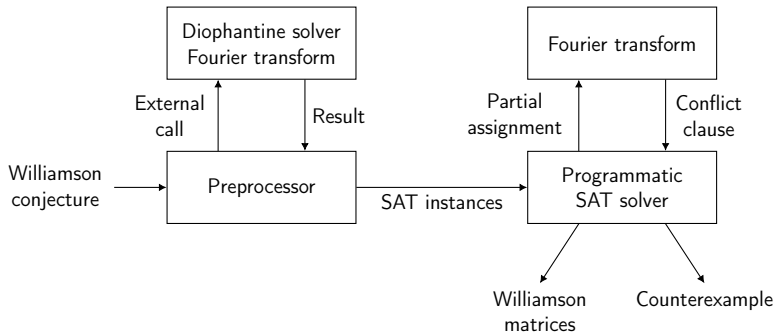 Diophantine solver
Fourier transform
Fourier transform
External
call
Result
Partial
assignment
Conflict
clause
Williamson
conjecture
Preprocessor
SAT instances
Programmatic
SAT solver
Williamson
matrices
Counterexample